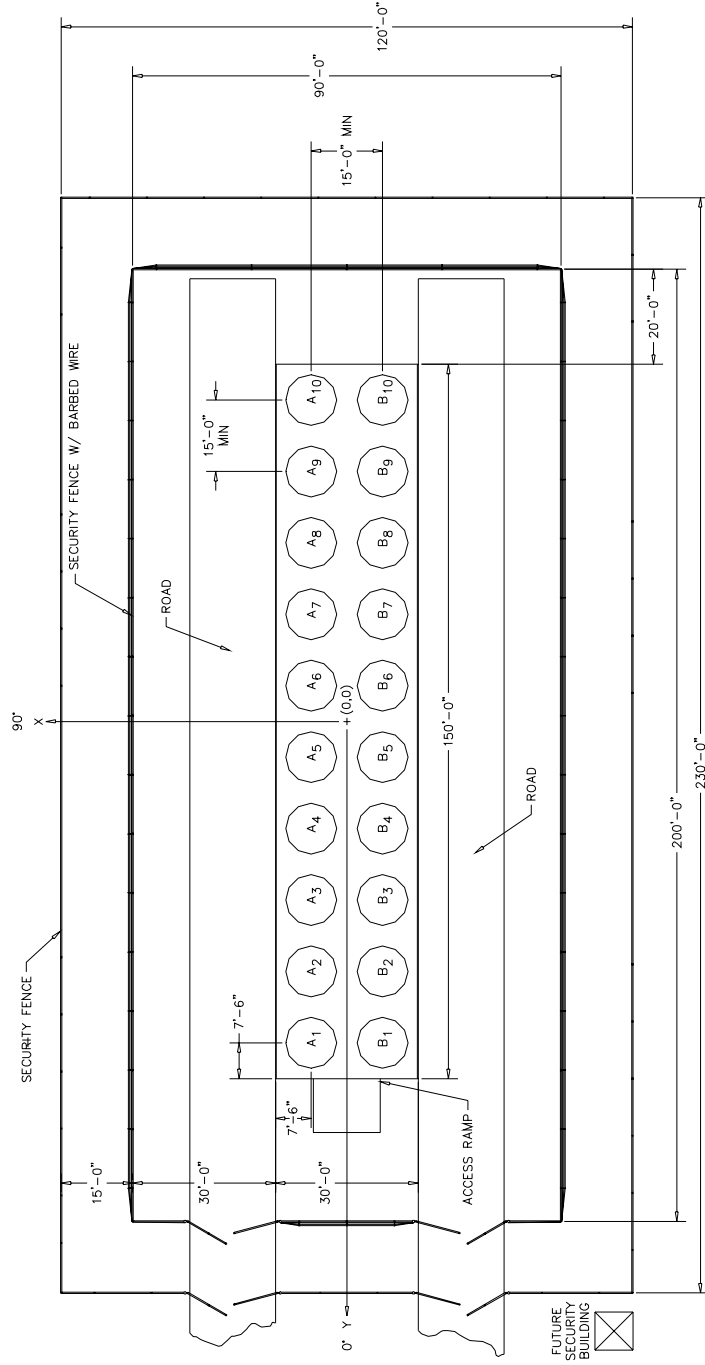 SECURITY FENCE
SECURITY FENCE W/ BARBED WIRE
90°
X
ROAD
120'-0"
90'-0"
15'-0" MIN
15'-0"
MIN
20'-0"
15'-0"
30'-0"
30'-0"
7'-6"
7'-6"
A1
A2
A3
A4
A5
A6
A7
A8
A9
A10
+(0,0)
B1
B2
B3
B4
B5
B6
B7
B8
B9
B10
150'-0"
ACCESS RAMP
ROAD
200'-0"
230'-0"
0° Y
FUTURE
SECURITY
BUILDING